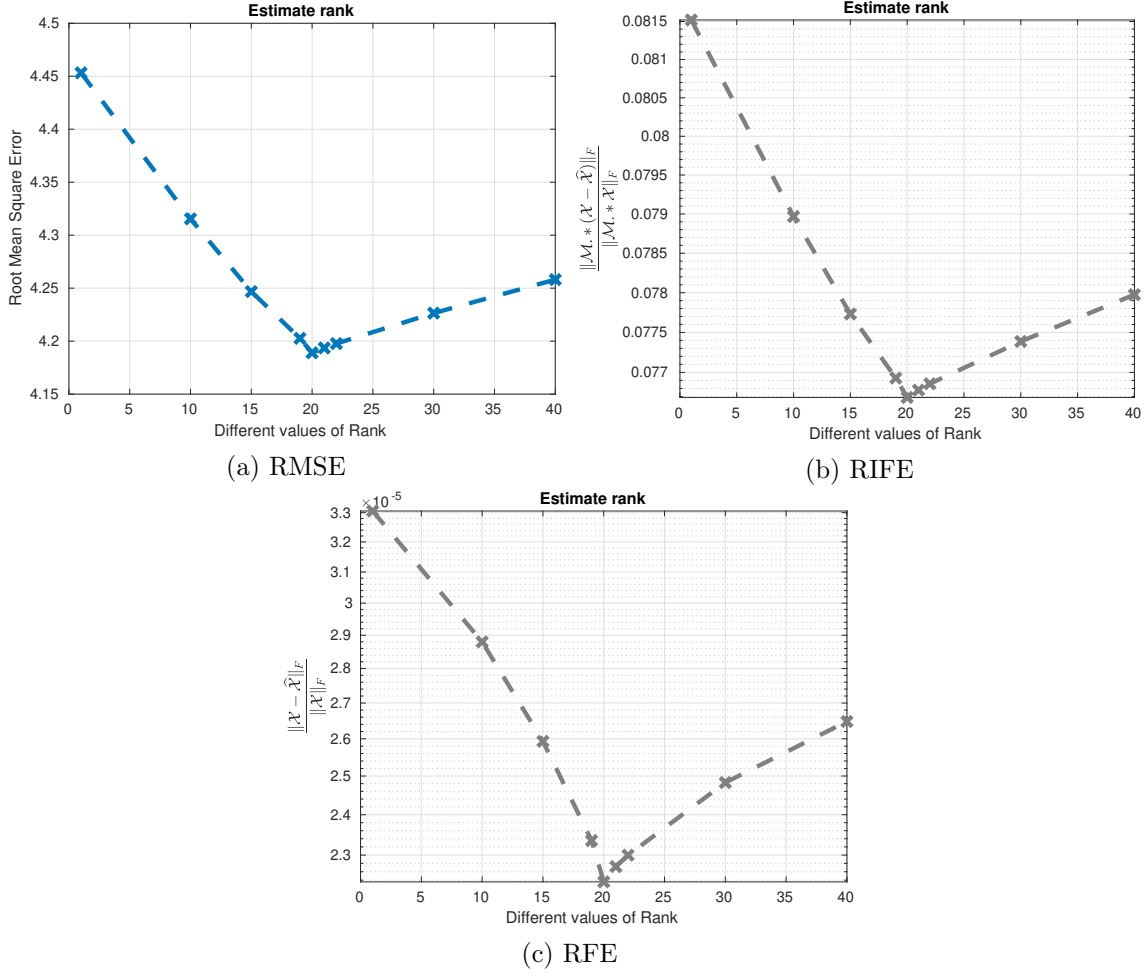 Estimate rank
4.5
4.45
4.4
4.35
4.3
4.25
4.2
4.15
Root Mean Square Error
0 5 10 15 20 25 30 35 40
Different values of Rank
(a) RMSE
Estimate rank
0.0815
0.081
0.0805
0.08
0.0795
0.079
0.0785
0.078
0.0775
0.077
‖ℳ.∗(𝒳−𝒳̂)‖F
‖ℳ.∗𝒳‖F
0 5 10 15 20 25 30 35 40
Different values of Rank
(b) RIFE
×10-5 Estimate rank
3.3
3.2
3.1
3
2.9
2.8
2.7
2.6
2.5
2.4
2.3
‖𝒳−𝒳̂‖F
‖𝒳‖F
0 5 10 15 20 25 30 35 40
Different values of Rank
(c) RFE